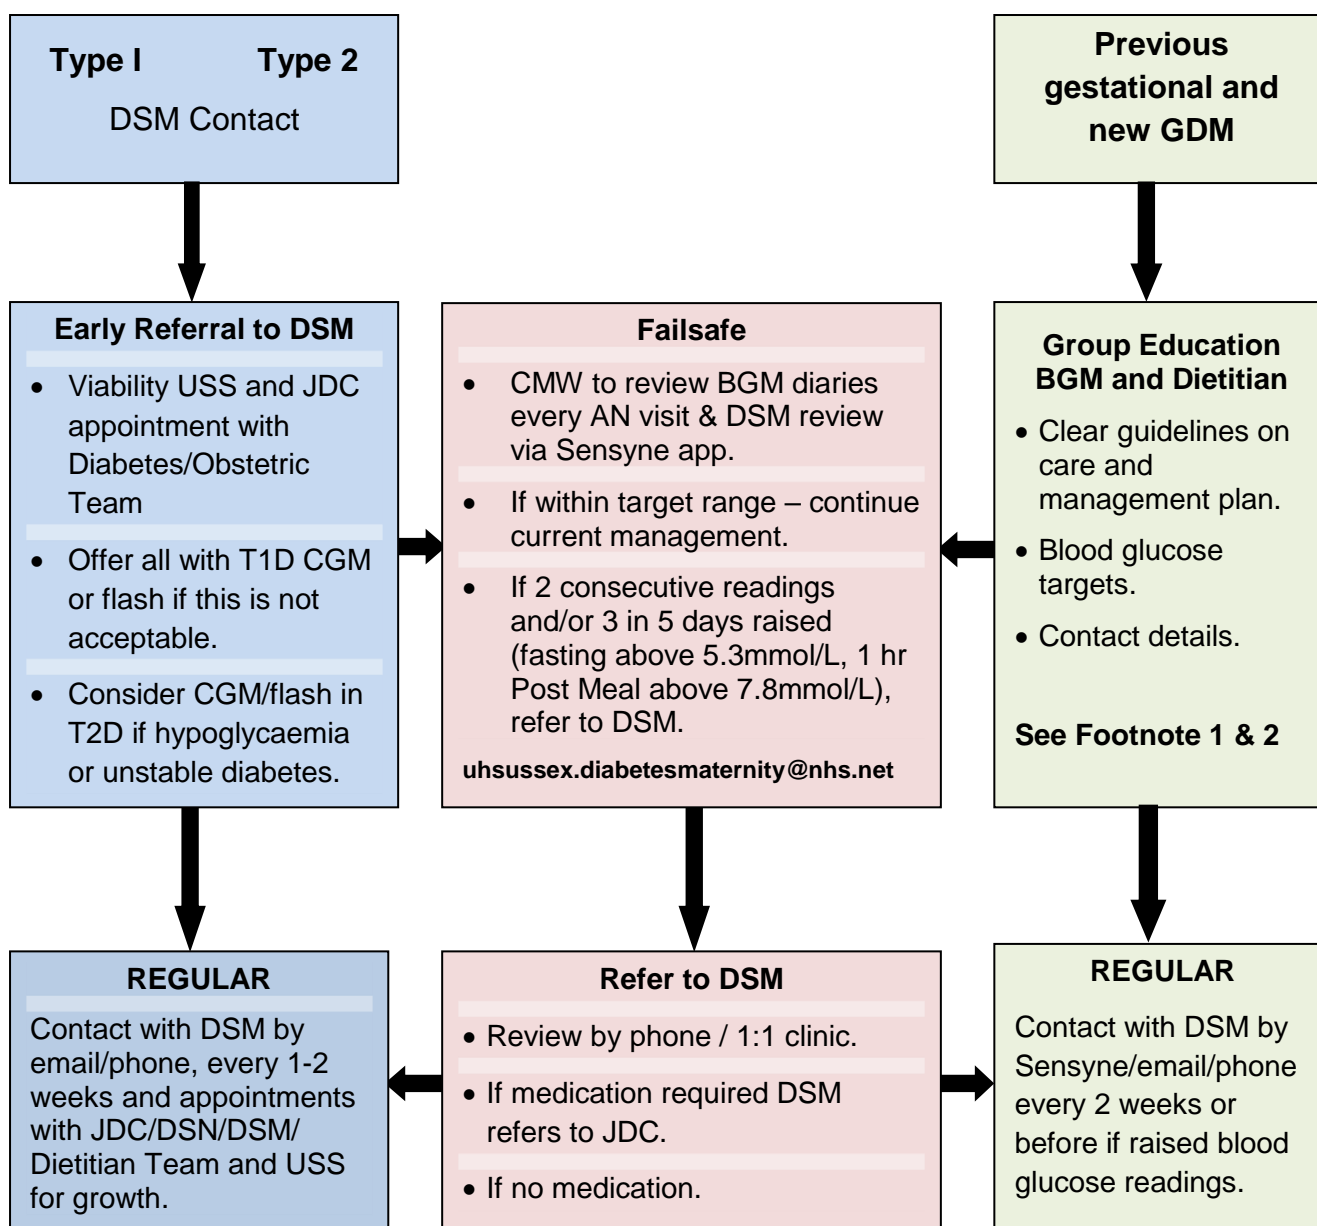 Type I Type 2
DSM Contact
Previous
gestational and
new GDM
Early Referral to DSM
• Viability USS and JDC
appointment with
Diabetes/Obstetric
Team
• Offer all with T1D CGM
or flash if this is not
acceptable.
• Consider CGM/flash in
T2D if hypoglycaemia
or unstable diabetes.
Failsafe
• CMW to review BGM diaries
every AN visit & DSM review
via Sensyne app.
• If within target range – continue
current management.
• If 2 consecutive readings
and/or 3 in 5 days raised
(fasting above 5.3mmol/L, 1 hr
Post Meal above 7.8mmol/L),
refer to DSM.
uhsussex.diabetesmaternity@nhs.net
Group Education
BGM and Dietitian
• Clear guidelines on
care and
management plan.
• Blood glucose
targets.
• Contact details.
See Footnote 1 & 2
REGULAR
Contact with DSM by
email/phone, every 1-2
weeks and appointments
with JDC/DSN/DSM/
Dietitian Team and USS
for growth.
Refer to DSM
• Review by phone / 1:1 clinic.
• If medication required DSM
refers to JDC.
• If no medication.
REGULAR
Contact with DSM by
Sensyne/email/phone
every 2 weeks or
before if raised blood
glucose readings.